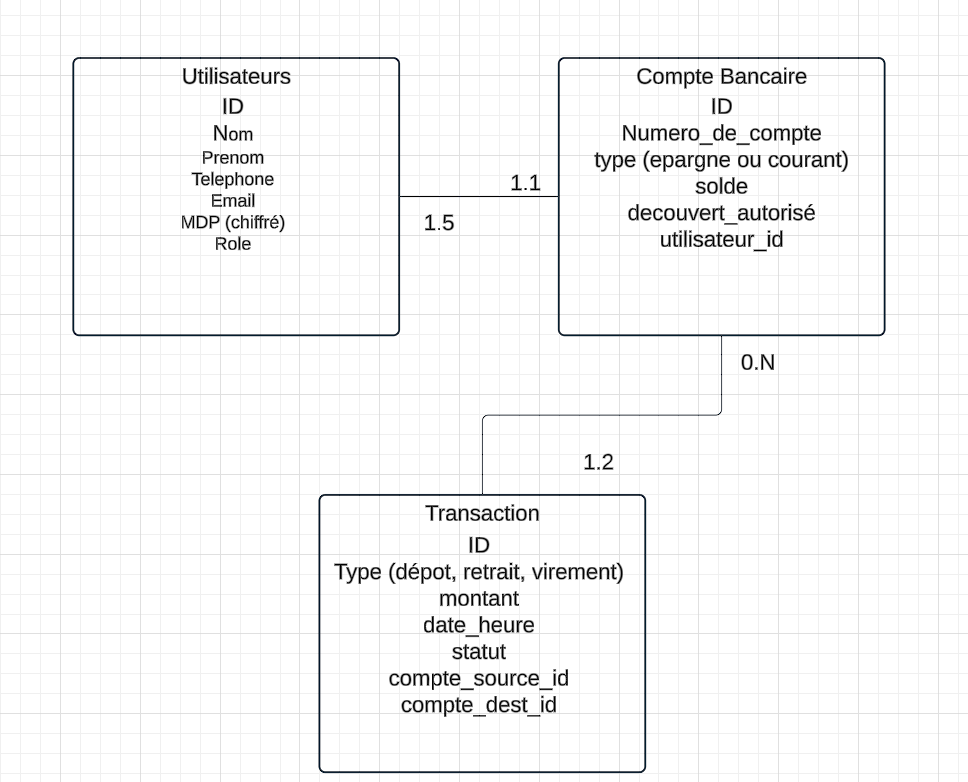 Utilisateurs
ID
Nom
Prenom
Telephone
Email
MDP (chiffré)
Role
1.1
1.5
Compte Bancaire
ID
Numero_de_compte
type (epargne ou courant)
solde
decouvert_autorisé
utilisateur_id
0.N
1.2
Transaction
ID
Type (dépot, retrait, virement)
montant
date_heure
statut
compte_source_id
compte_dest_id